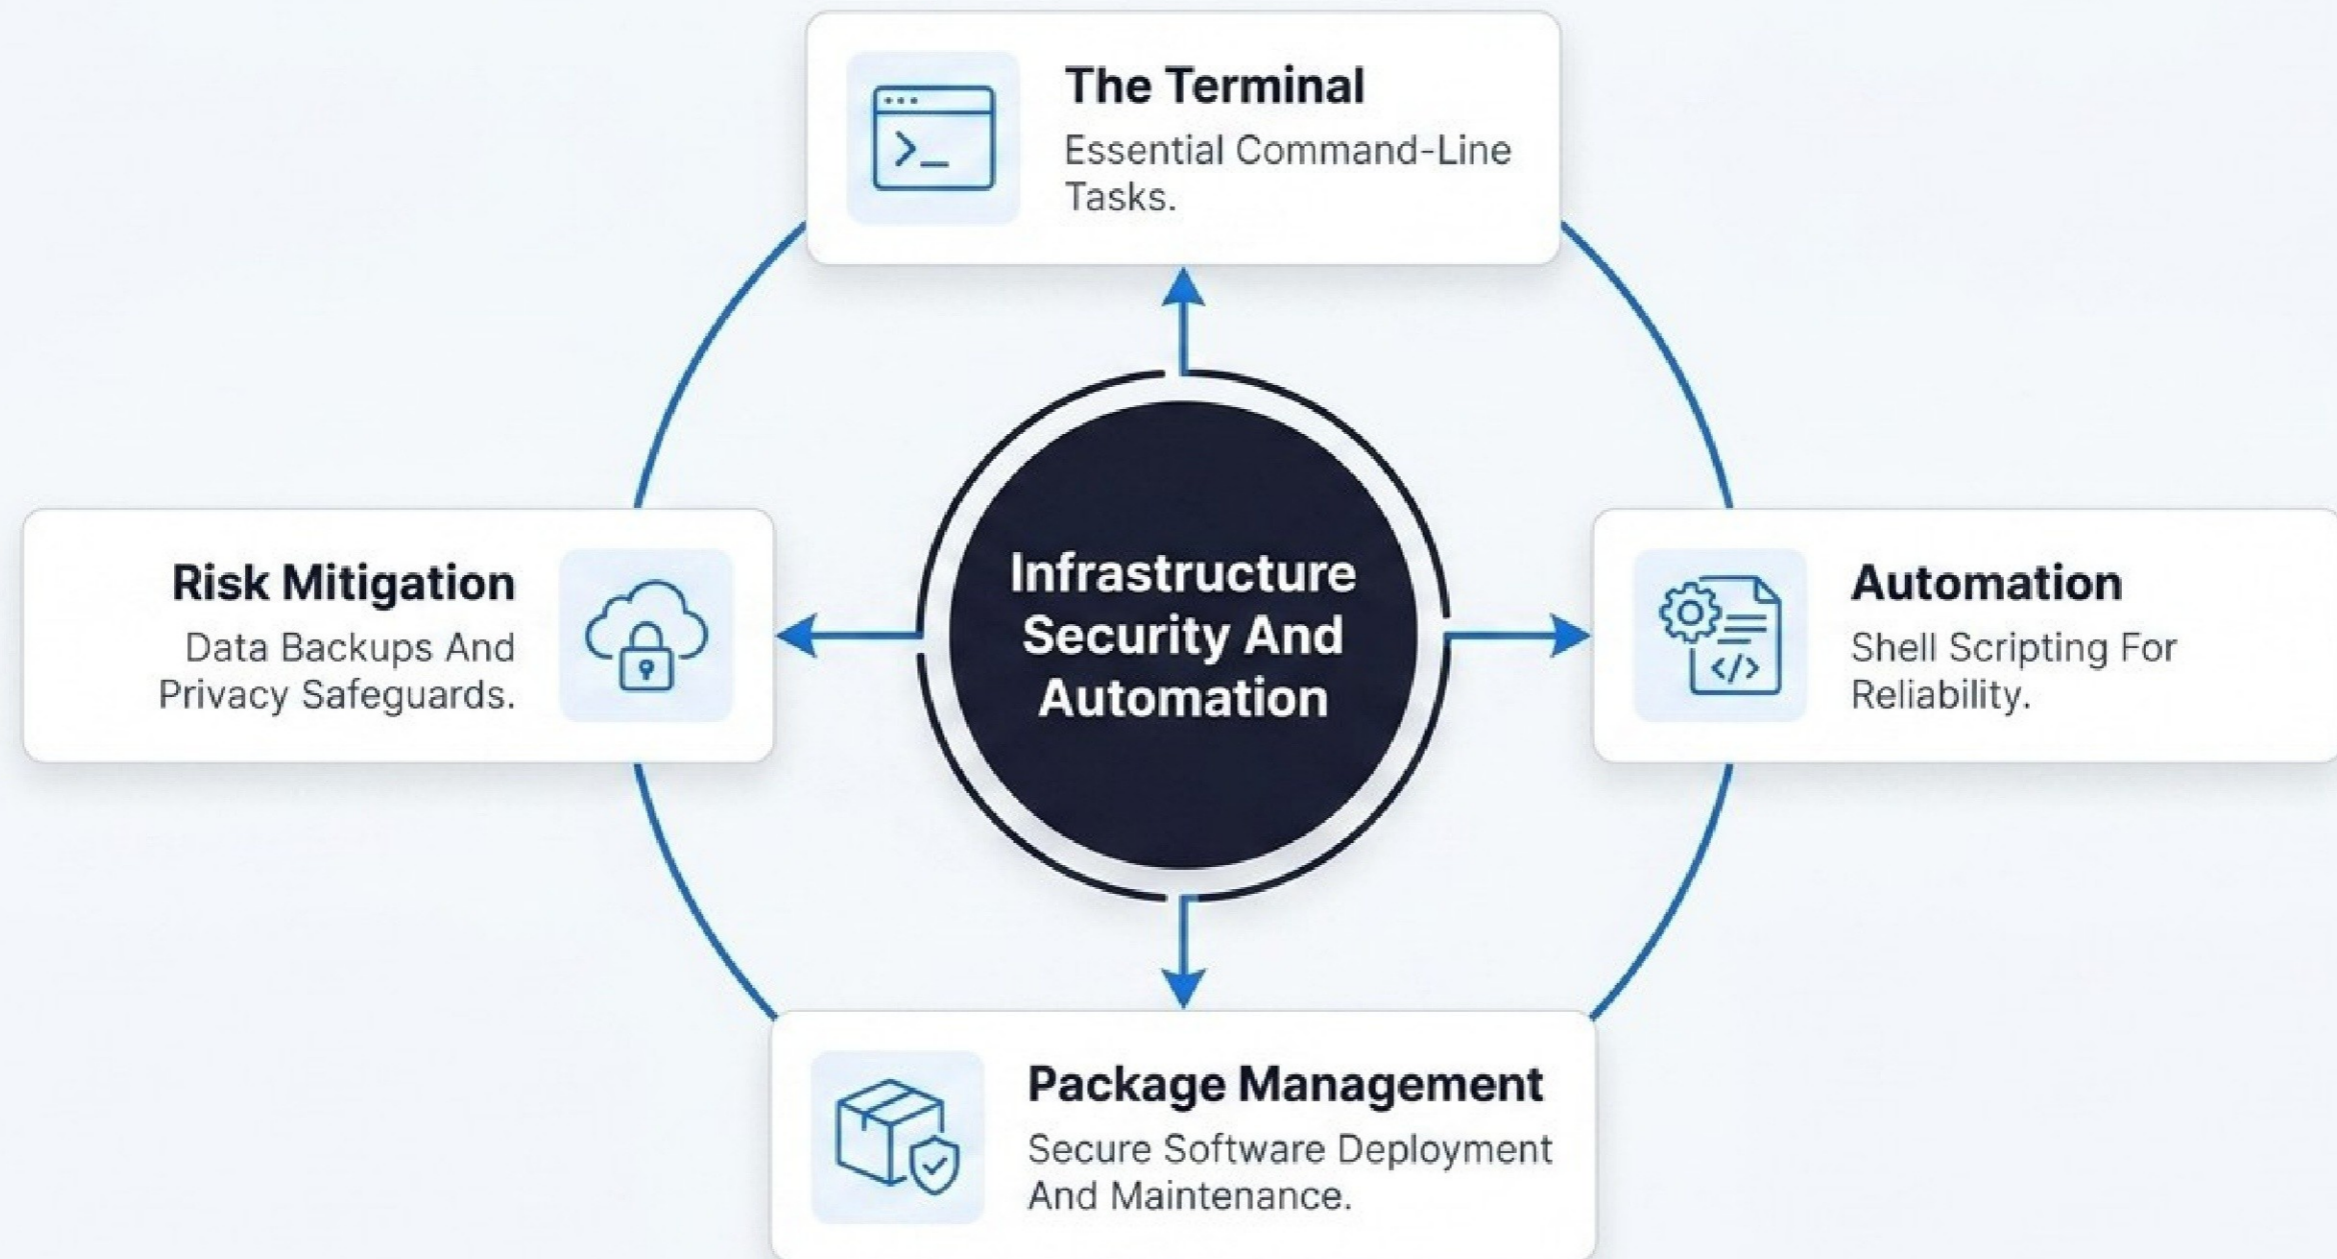 The Terminal
Essential Command-Line
Tasks.
Risk Mitigation
Data Backups And
Privacy Safeguards.
Infrastructure
Security And
Automation
Automation
Shell Scripting For
Reliability.
Package Management
Secure Software Deployment
And Maintenance.